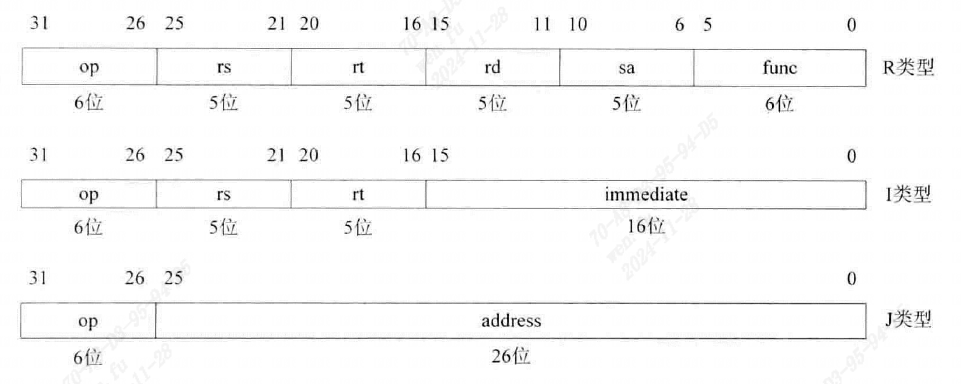 31 26 25 21 20 16 15 11 10 6 5 0
op rs rt rd sa func R类型
6位 5位 5位 5位 5位 6位
31 26 25 21 20 16 15 0
op rs rt immediate I类型
6位 5位 5位 16位
31 26 25 0
op address J类型
6位 26位